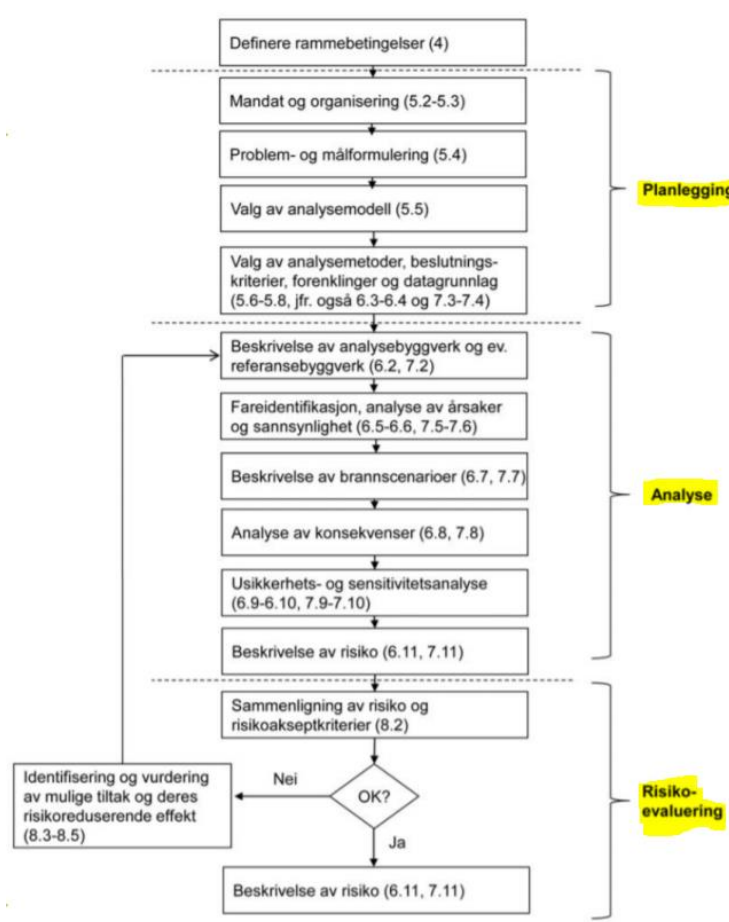 Definere rammebetingelser (4)
Mandat og organisering (5.2-5.3)
Problem- og målformulering (5.4)
Valg av analysemodell (5.5)
Valg av analysemetoder, beslutnings-
kriterier, forenklinger og datagrunnlag
(5.6-5.8, jfr. også 6.3-6.4 og 7.3-7.4)
Planlegging
Beskrivelse av analysebyggverk og ev.
referansebyggverk (6.2, 7.2)
Fareidentifikasjon, analyse av årsaker
og sannsynlighet (6.5-6.6, 7.5-7.6)
Beskrivelse av brannscenarioer (6.7, 7.7)
Analyse av konsekvenser (6.8, 7.8)
Usikkerhets- og sensitivitetsanalyse
(6.9-6.10, 7.9-7.10)
Beskrivelse av risiko (6.11, 7.11)
Analyse
Sammenligning av risiko og
risikoakseptkriterier (8.2)
OK?
Nei
Identifisering og vurdering
av mulige tiltak og deres
risikoreduserende effekt
(8.3-8.5)
Ja
Beskrivelse av risiko (6.11, 7.11)
Risiko-
evaluering